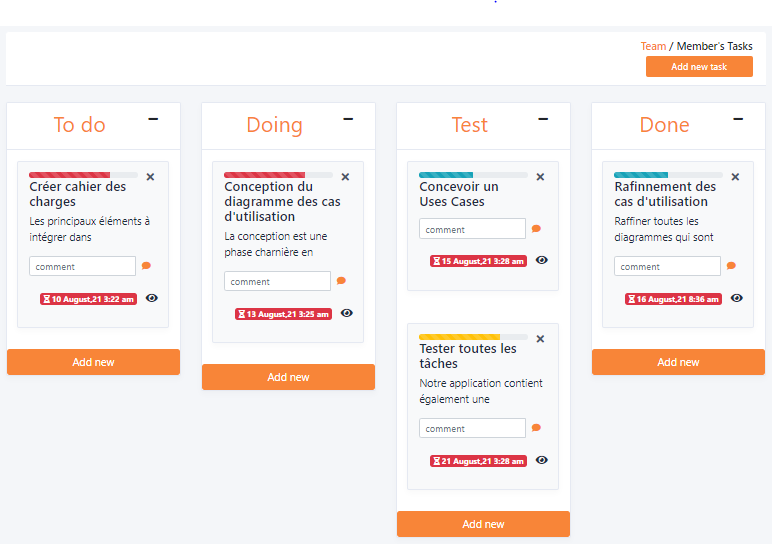 Team / Member's Tasks
Add new task
To do
Créer cahier des
charges
Les principaux éléments à
intégrer dans
comment
10 August,21 3:22 am
Add new
Doing
Conception du
diagramme des cas
d'utilisation
La conception est une
phase charnière en
comment
13 August,21 3:25 am
Add new
Test
Concevoir un
Uses Cases
comment
15 August,21 3:28 am
Tester toutes les
tâches
Notre application contient
également une
comment
21 August,21 3:28 am
Add new
Done
Rafinnement des
cas d'utilisation
Raffiner toutes les
diagrammes qui sont
comment
16 August,21 8:36 am
Add new